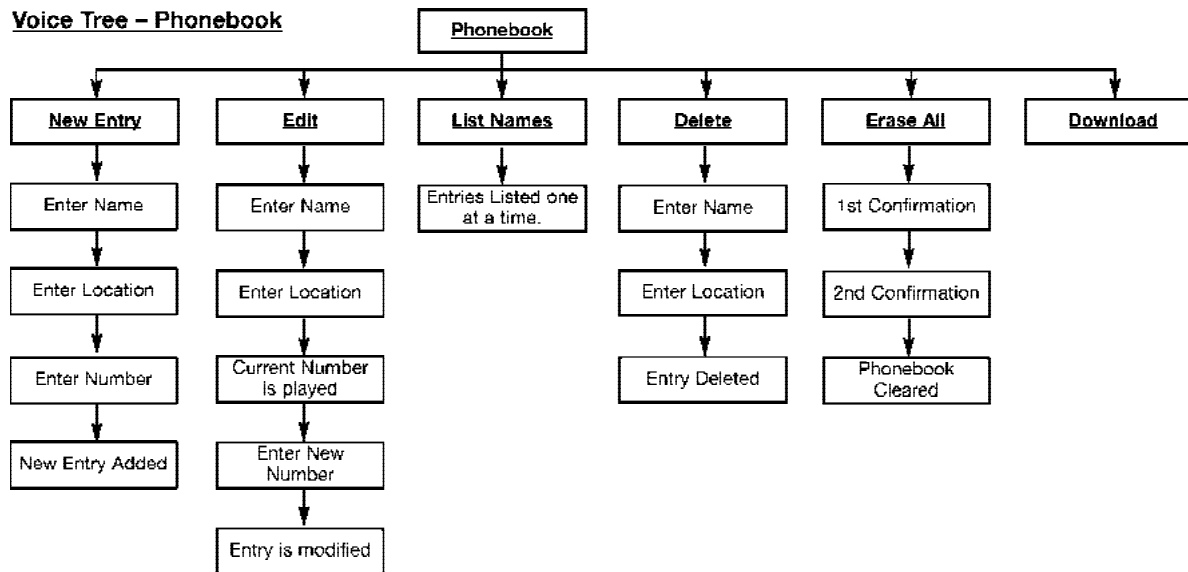 Voice Tree – Phonebook
Phonebook
New Entry
Edit
List Names
Delete
Erase All
Download
Enter Name
Enter Name
Entries Listed one
at a time.
Enter Name
1st Confirmation
Enter Location
Enter Location
Enter Location
2nd Confirmation
Enter Number
Current Number
is played
Entry Deleted
Phonebook
Cleared
New Entry Added
Enter New
Number
Entry is modified